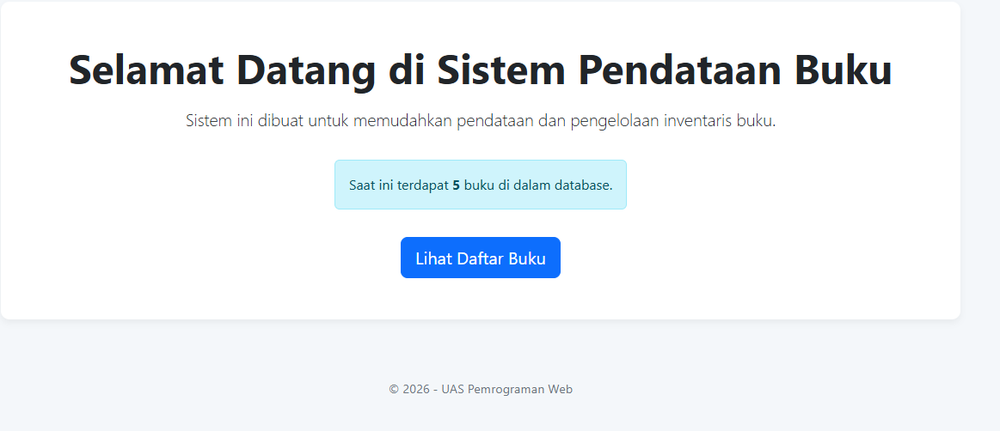 Selamat Datang di Sistem Pendataan Buku
Sistem ini dibuat untuk memudahkan pendataan dan pengelolaan inventaris buku.
Saat ini terdapat 5 buku di dalam database.
Lihat Daftar Buku
© 2026 - UAS Pemrograman Web